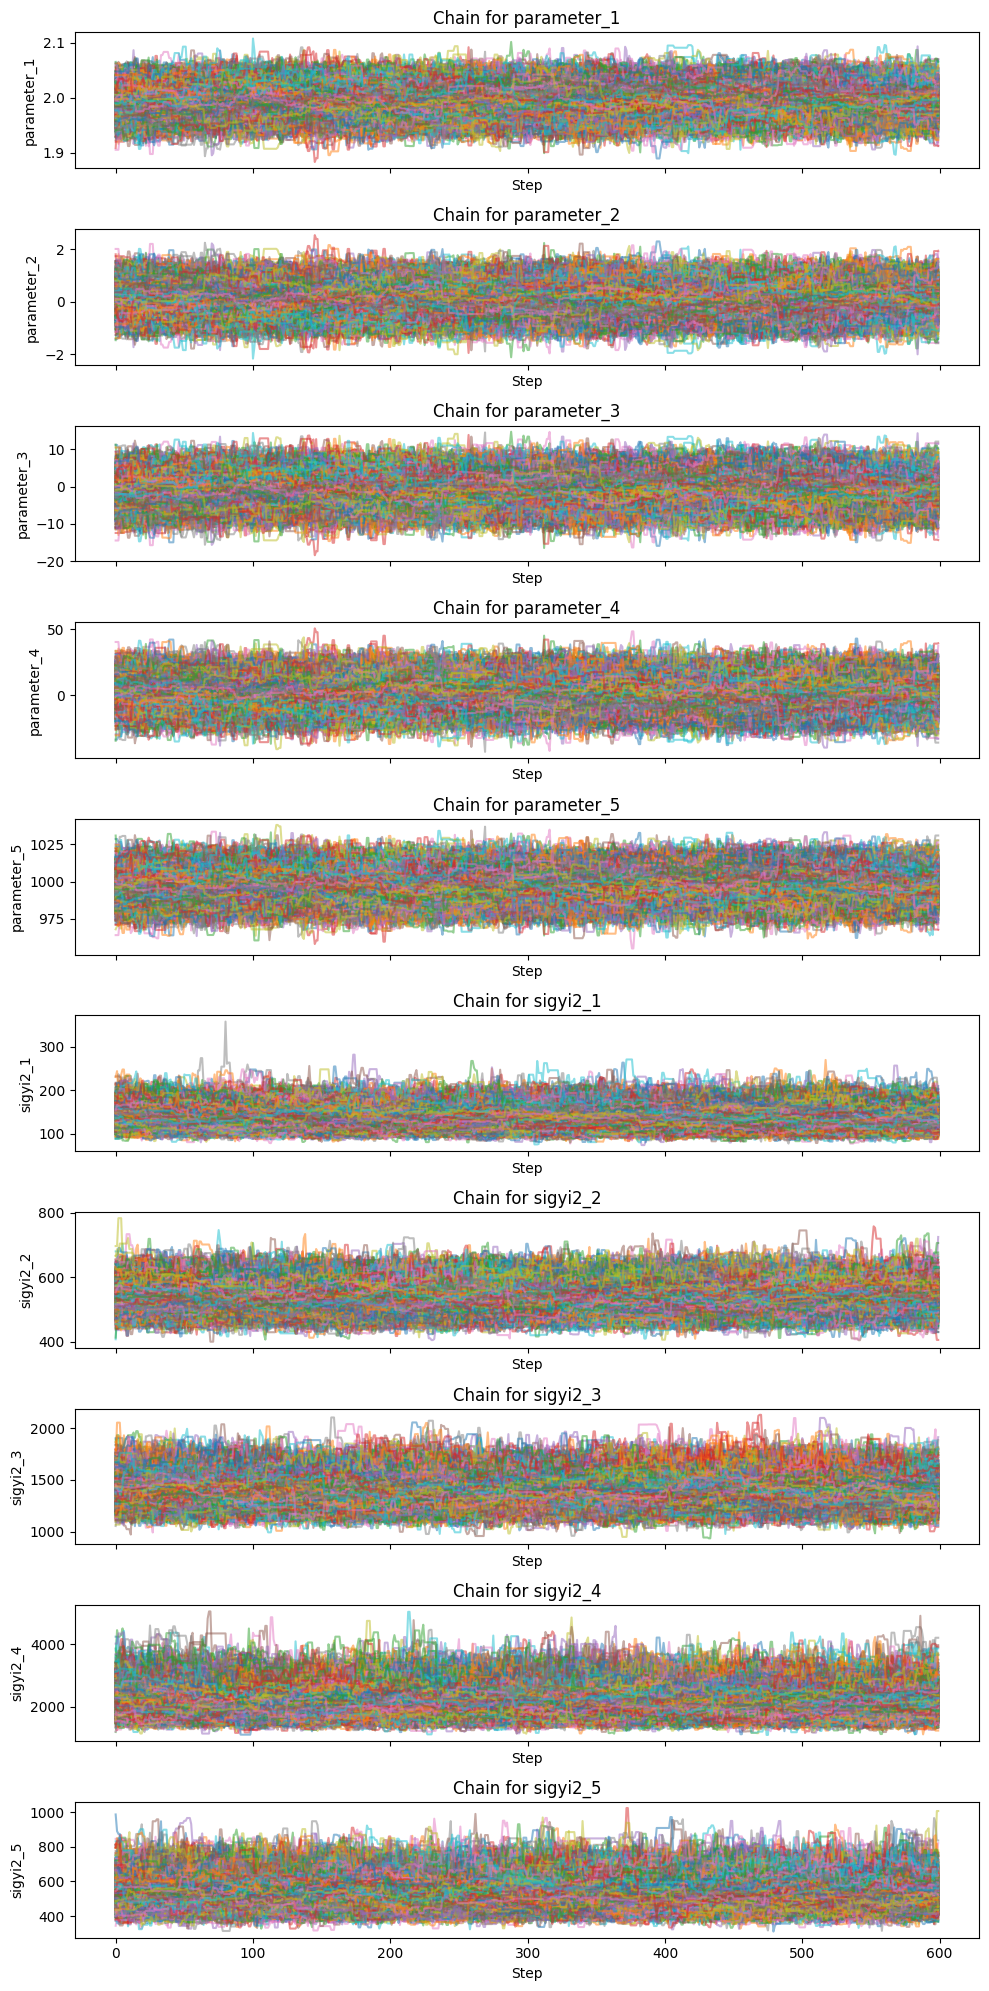 Chain for parameter_1
2.1
2.0
1.9
parameter_1
Step
Chain for parameter_2
2
0
−2
parameter_2
Step
Chain for parameter_3
10
0
−10
−20
parameter_3
Step
Chain for parameter_4
50
0
parameter_4
Step
Chain for parameter_5
1025
1000
975
parameter_5
Step
Chain for sigyi2_1
300
200
100
sigyi2_1
Step
Chain for sigyi2_2
800
600
400
sigyi2_2
Step
Chain for sigyi2_3
2000
1500
1000
sigyi2_3
Step
Chain for sigyi2_4
4000
2000
sigyi2_4
Step
Chain for sigyi2_5
1000
800
600
400
sigyi2_5
0 100 200 300 400 500 600
Step